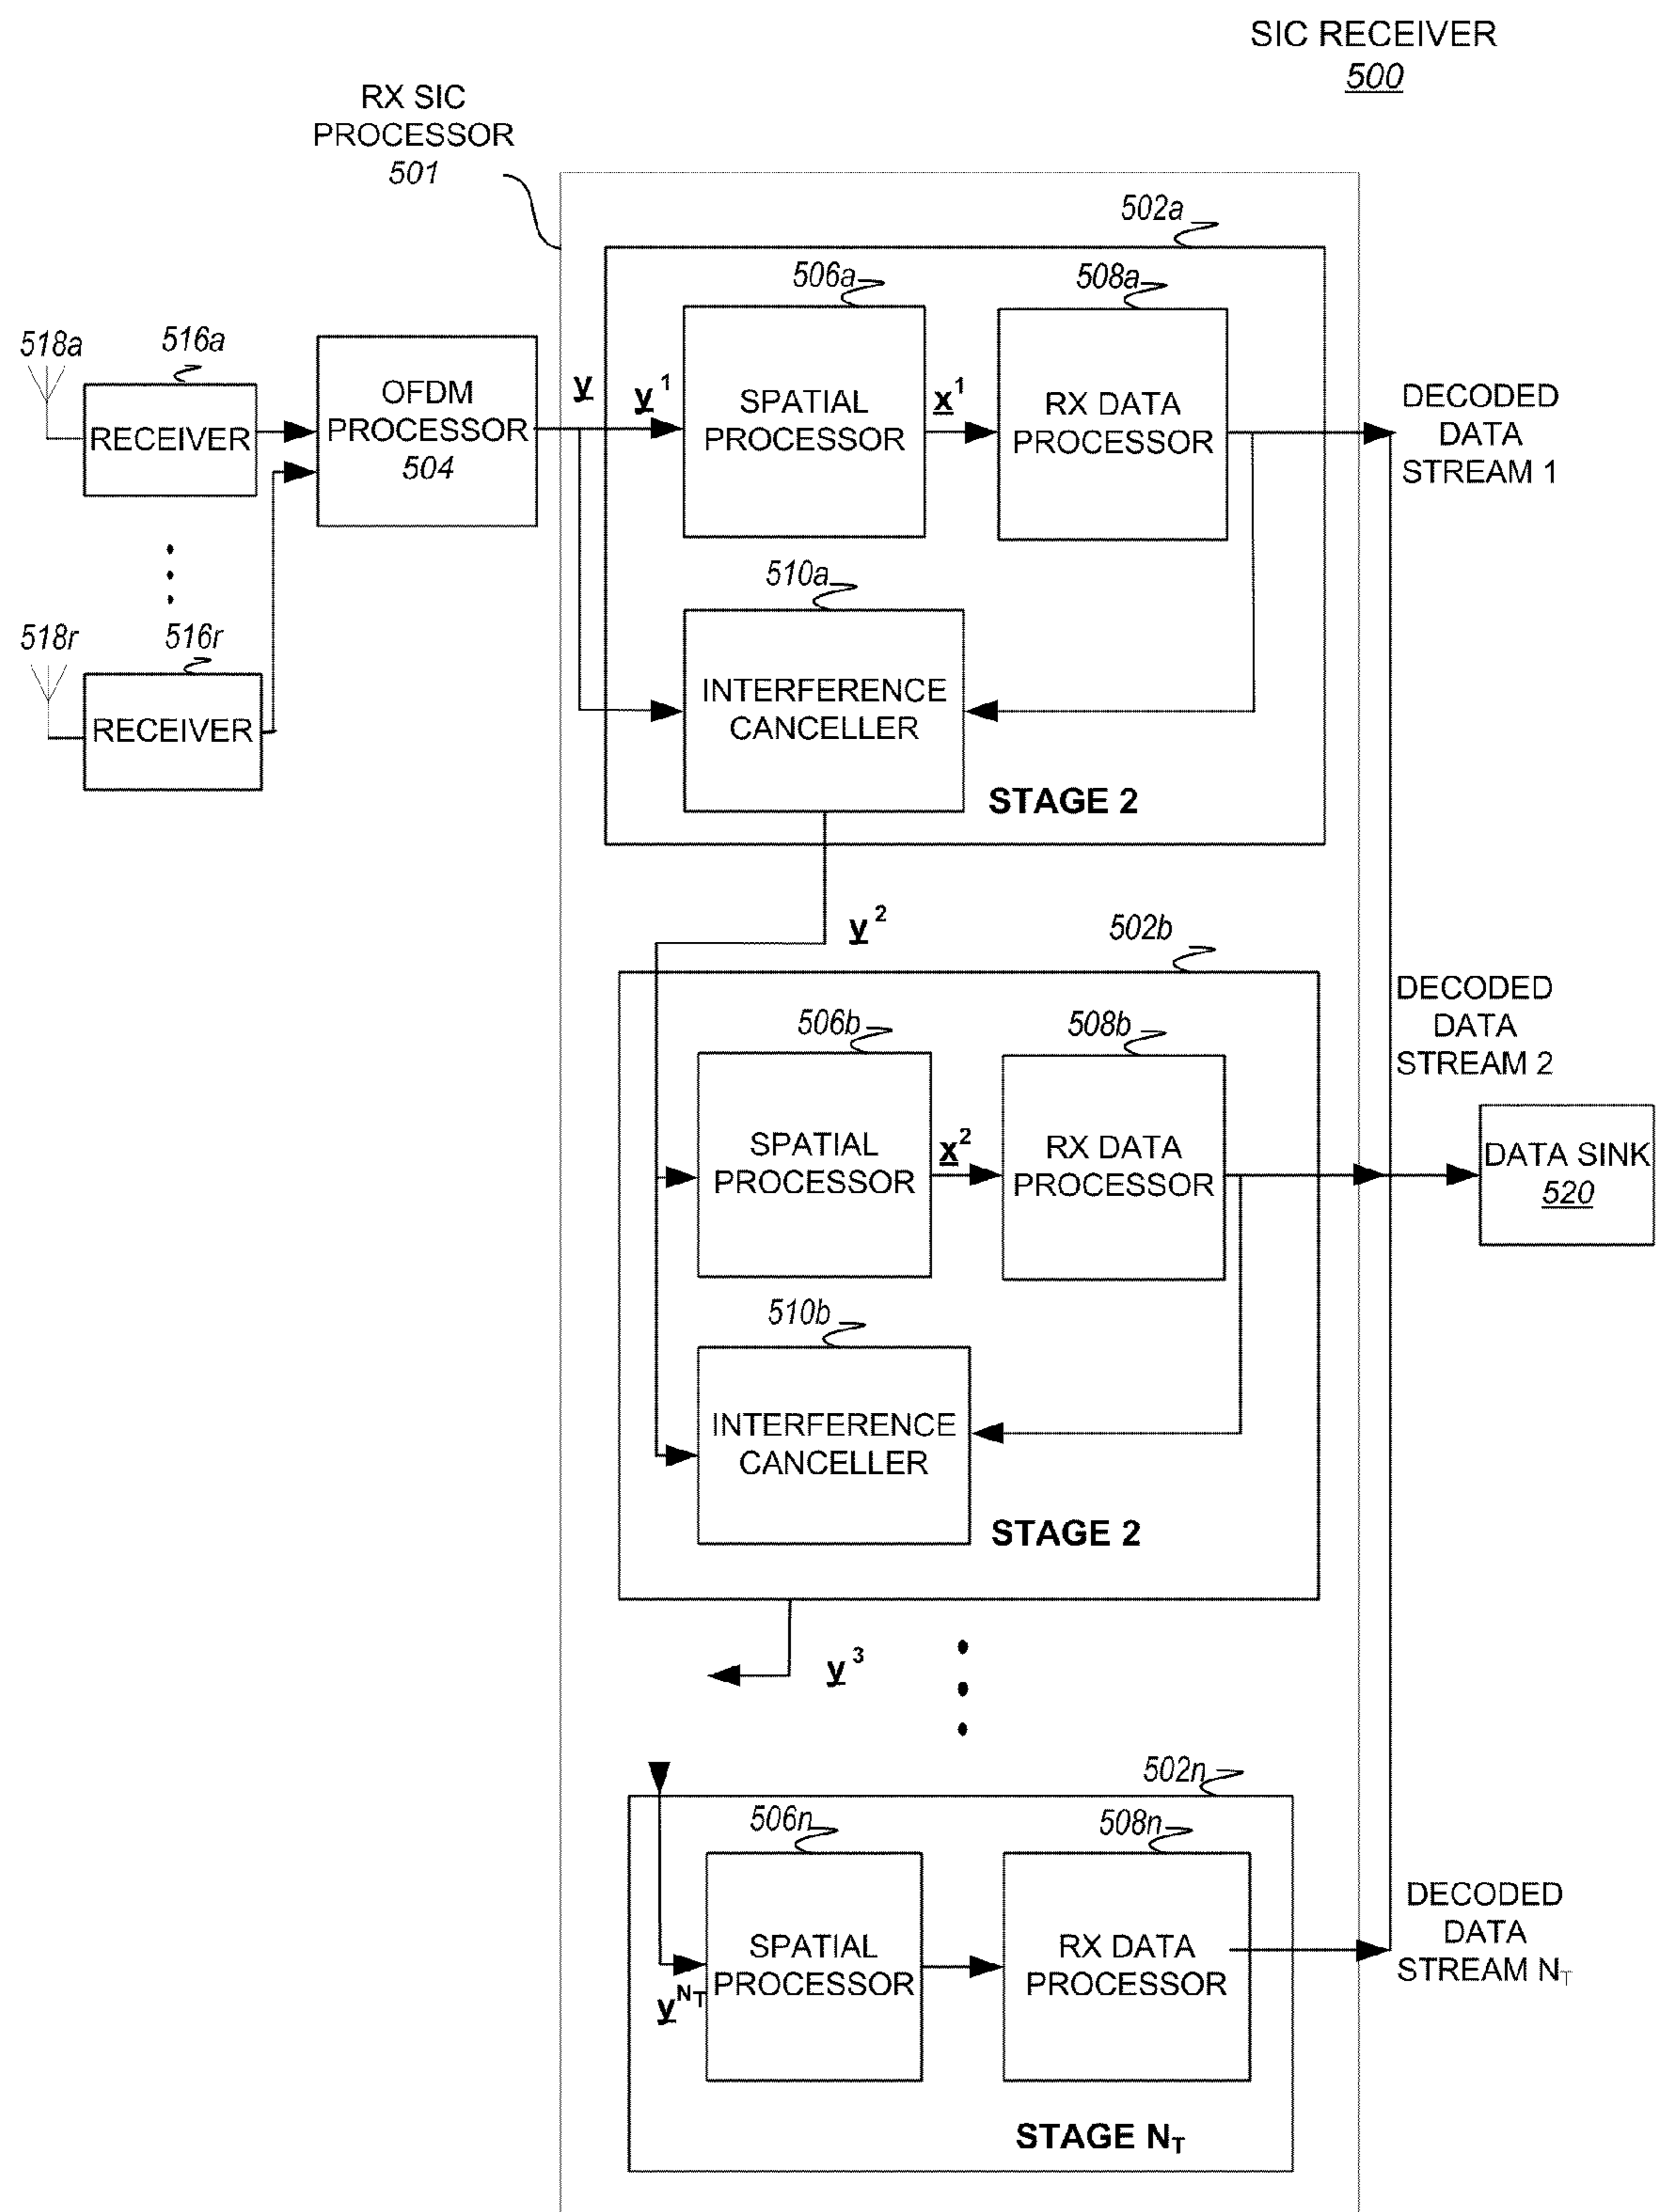 SIC RECEIVER
500
RX SIC
PROCESSOR
501
502a
506a
508a
518a
516a
RECEIVER
OFDM
PROCESSOR
504
y
y¹
SPATIAL
PROCESSOR
x¹
RX DATA
PROCESSOR
DECODED
DATA
STREAM 1
510a
518r
516r
RECEIVER
INTERFERENCE
CANCELLER
STAGE 2
y²
502b
DECODED
DATA
STREAM 2
506b
508b
SPATIAL
PROCESSOR
x²
RX DATA
PROCESSOR
DATA SINK
520
510b
INTERFERENCE
CANCELLER
STAGE 2
y³
502n
506n
508n
SPATIAL
PROCESSOR
RX DATA
PROCESSOR
DECODED
DATA
STREAM N_T
y^N_T
STAGE N_T